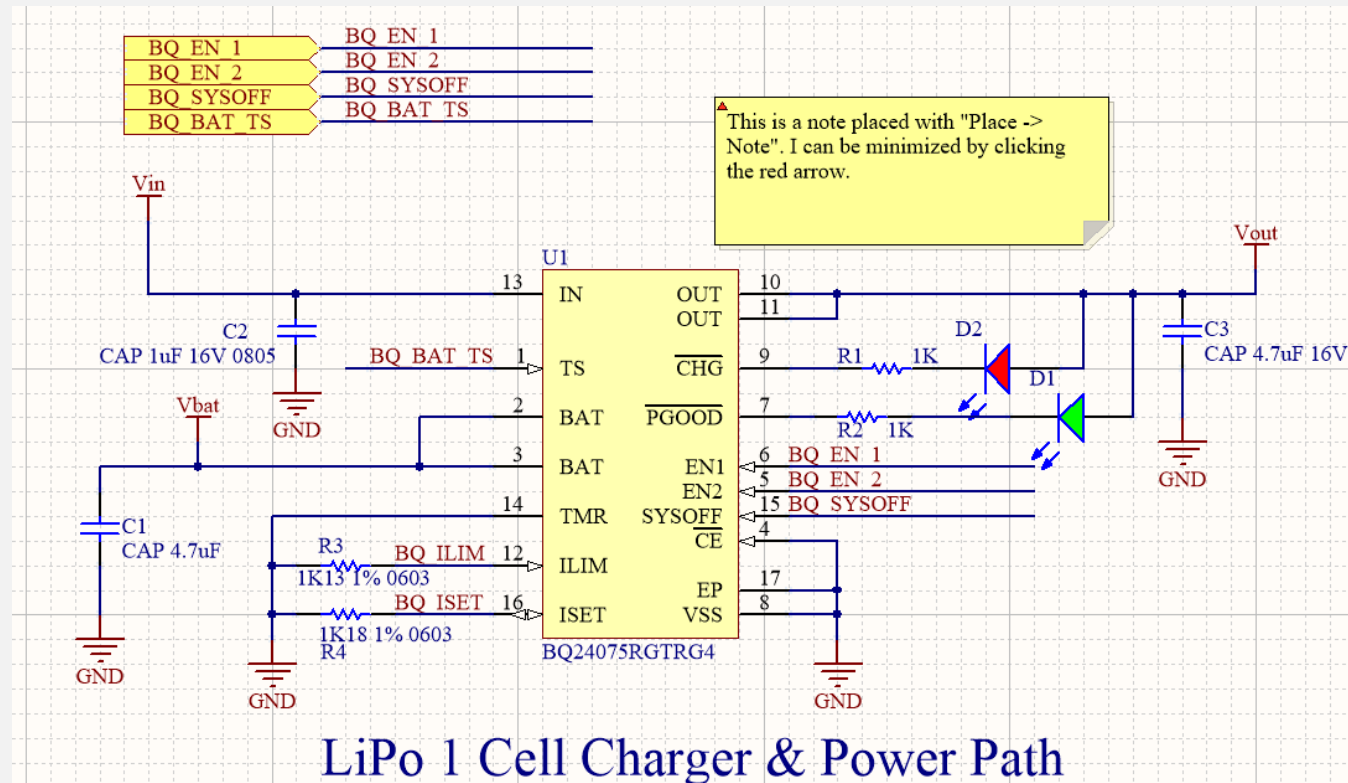 BQ_EN_1
BQ_EN_2
BQ_SYSOFF
BQ_BAT_TS
BQ_EN_1
BQ_EN_2
BQ_SYSOFF
BQ_BAT_TS
This is a note placed with "Place ->
Note". I can be minimized by clicking
the red arrow.
Vin
Vout
U1
13
IN
OUT
10
OUT
11
C2
CAP 1uF 16V 0805
GND
BQ_BAT_TS
1
TS
CHG
9
R1
1K
D2
C3
CAP 4.7uF 16V
Vbat
2
BAT
PGOOD
7
R2
1K
D1
GND
3
BAT
EN1
6
BQ_EN_1
EN2
5
BQ_EN_2
14
TMR
SYSOFF
15
BQ_SYSOFF
CE
4
C1
CAP 4.7uF
GND
R3
1K13 1% 0603
BQ_ILIM
12
ILIM
EP
17
BQ_ISET
16
ISET
VSS
8
1K18 1% 0603
R4
GND
BQ24075RGTRG4
GND
LiPo 1 Cell Charger & Power Path